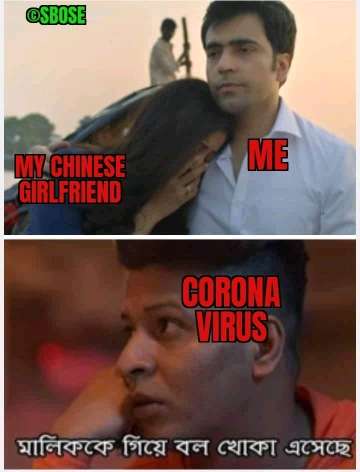 ©SBOSE
MY CHINESE
GIRLFRIEND
ME
CORONA
VIRUS
মালিককে গিয়ে বল খোকা এসেছে